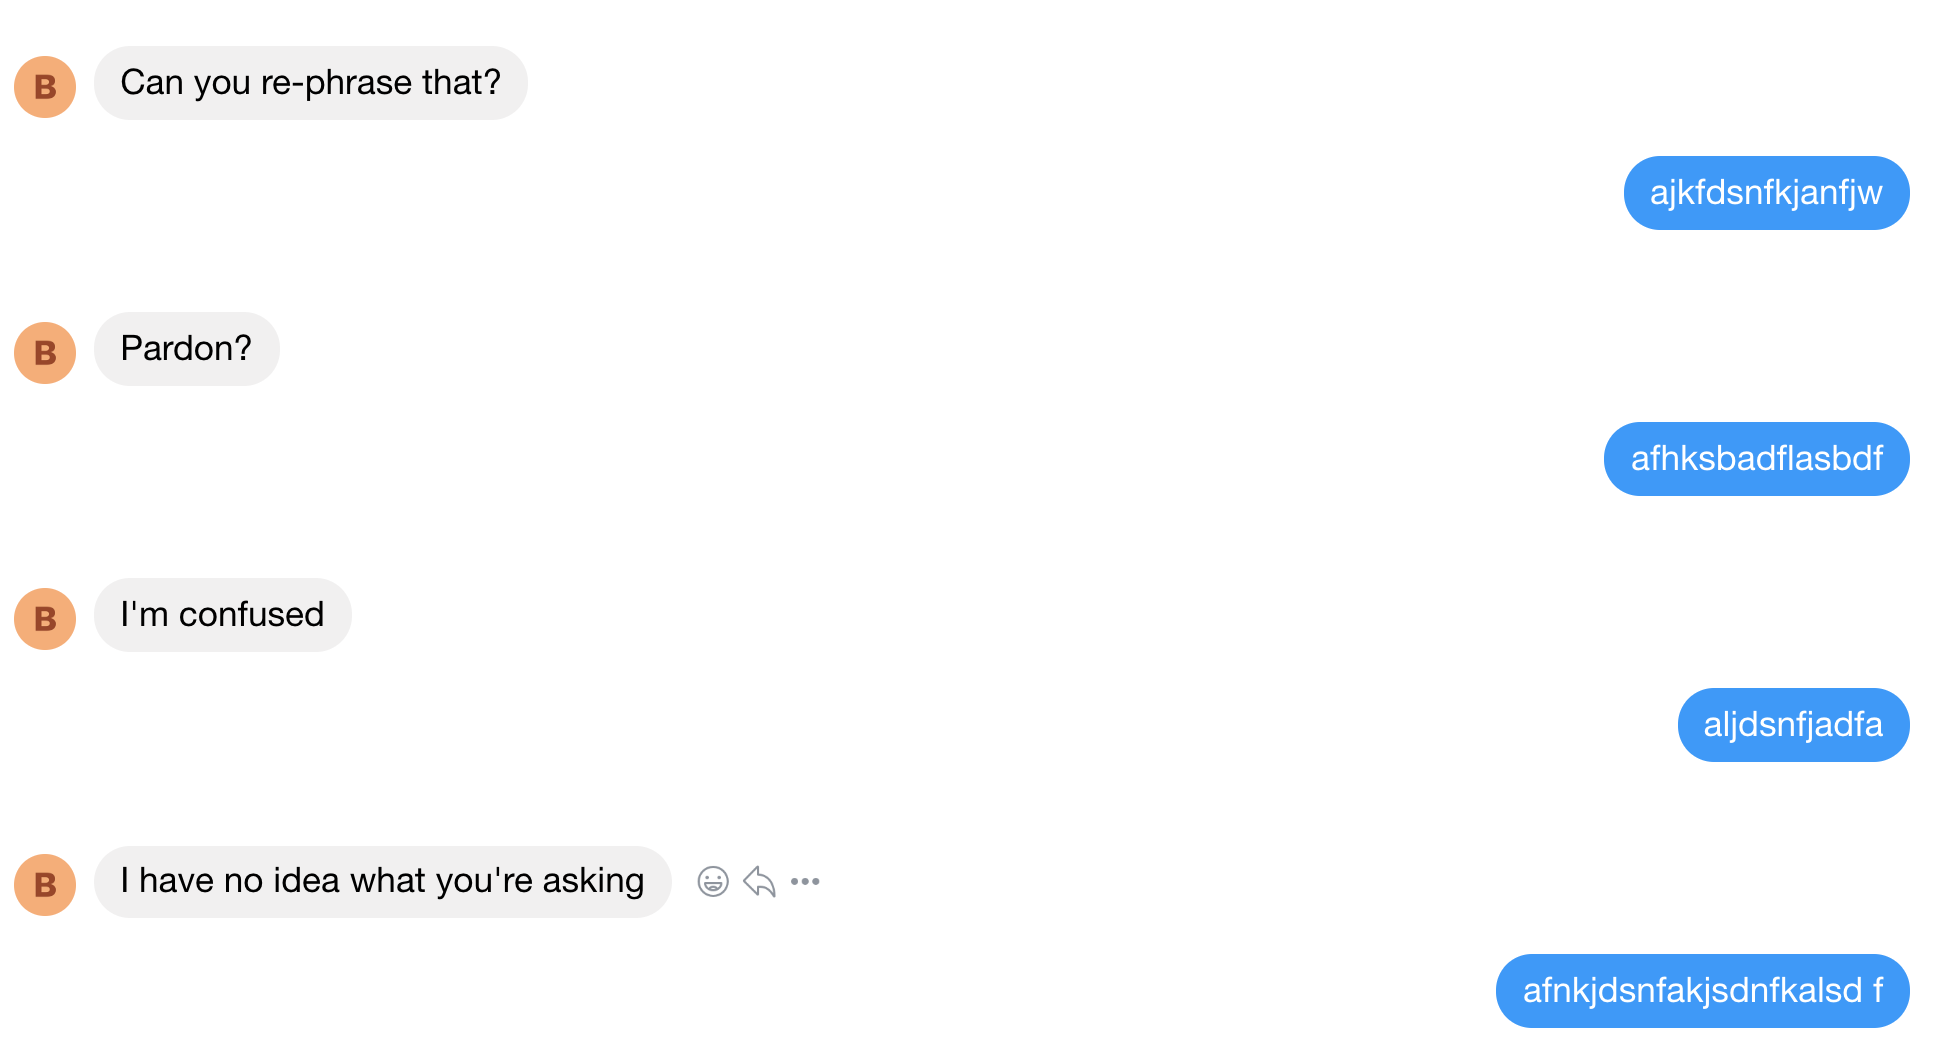 B
Can you re-phrase that?
ajkfdsnfkjanfjw
B
Pardon?
afhksbadflasbdf
B
I'm confused
aljdsnfjadfa
B
I have no idea what you're asking
afnkjdsnfakjsdnfkalsd f